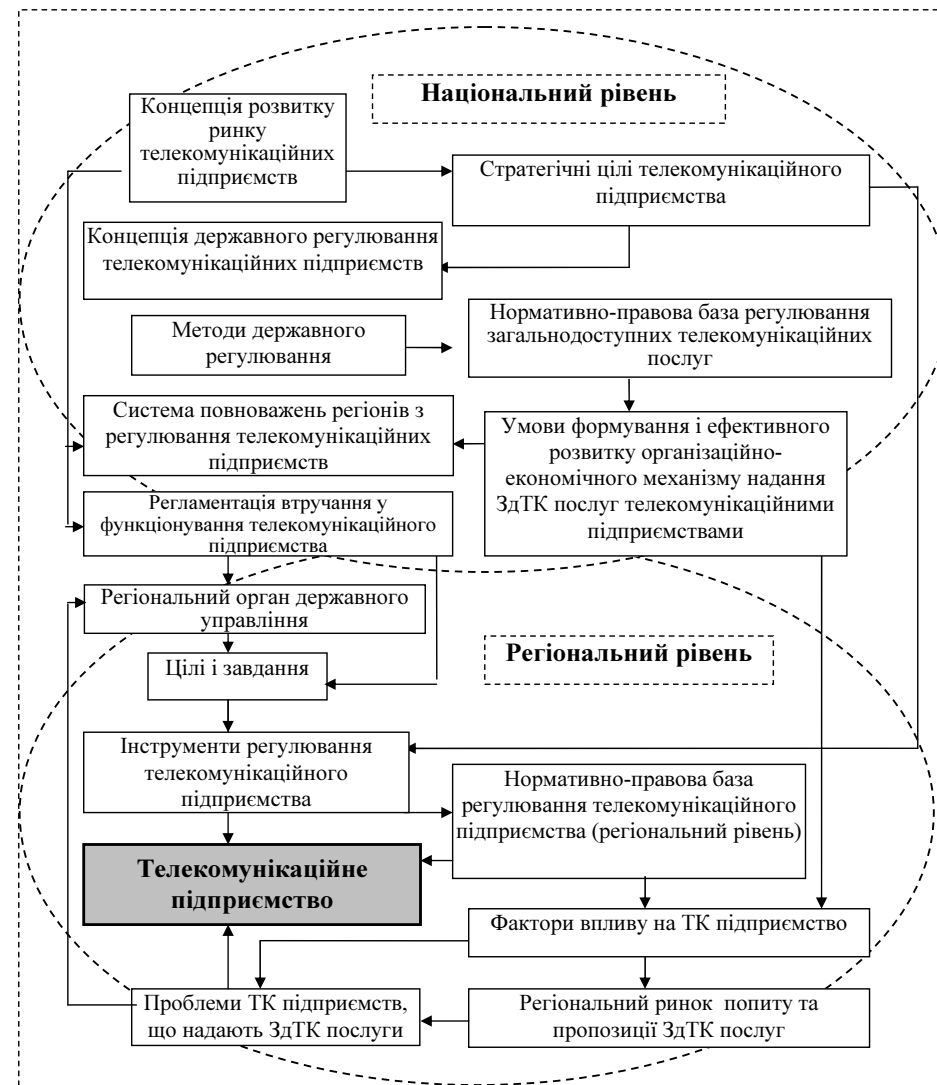 Національний рівень
Концепція розвитку
ринку
телекомунікаційних
підприємств
Стратегічні цілі телекомунікаційного
підприємства
Концепція державного регулювання
телекомунікаційних підприємств
Методи державного
регулювання
Нормативно-правова база регулювання
загальнодоступних телекомунікаційних
послуг
Система повноважень регіонів з
регулювання телекомунікаційних
підприємств
Умови формування і ефективного
розвитку організаційно-
економічного механізму надання
ЗдТК послуг телекомунікаційними
підприємствами
Регламентація втручання у
функціонування телекомунікаційного
підприємства
Регіональний орган державного
управління
Регіональний рівень
Цілі і завдання
Інструменти регулювання
телекомунікаційного
підприємства
Нормативно-правова база
регулювання телекомунікаційного
підприємства (регіональний рівень)
Телекомунікаційне
підприємство
Фактори впливу на ТК підприємство
Проблеми ТК підприємств,
що надають ЗдТК послуги
Регіональний ринок попиту та
пропозиції ЗдТК послуг